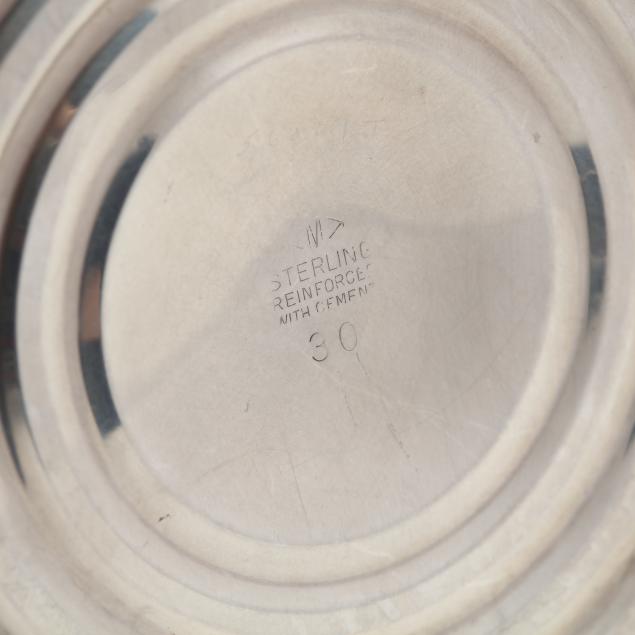 <M>
STERLING
REINFORCED
WITH CEMENT
30